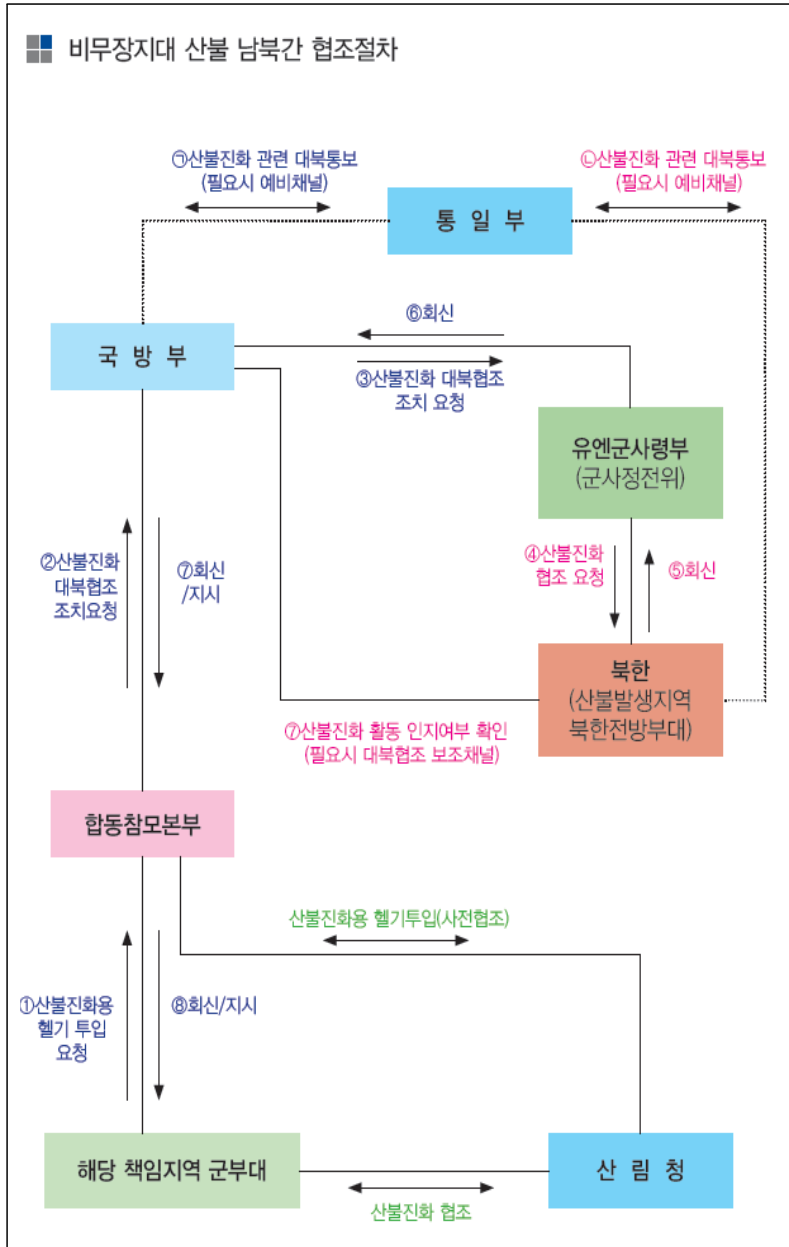 비무장지대 산불 남북간 협조절차
㉠산불진화 관련 대북통보
(필요시 예비채널)
㉡산불진화 관련 대북통보
(필요시 예비채널)
통 일 부
⑥회신
국 방 부
③산불진화 대북협조
조치 요청
유엔군사령부
(군사정전위)
②산불진화
대북협조
조치요청
⑦회신
/지시
④산불진화
협조 요청
⑤회신
북한
(산불발생지역
북한전방부대)
⑦산불진화 활동 인지여부 확인
(필요시 대북협조 보조채널)
합동참모본부
산불진화용 헬기투입(사전협조)
①산불진화용
헬기 투입
요청
⑧회신/지시
해당 책임지역 군부대
산 림 청
산불진화 협조